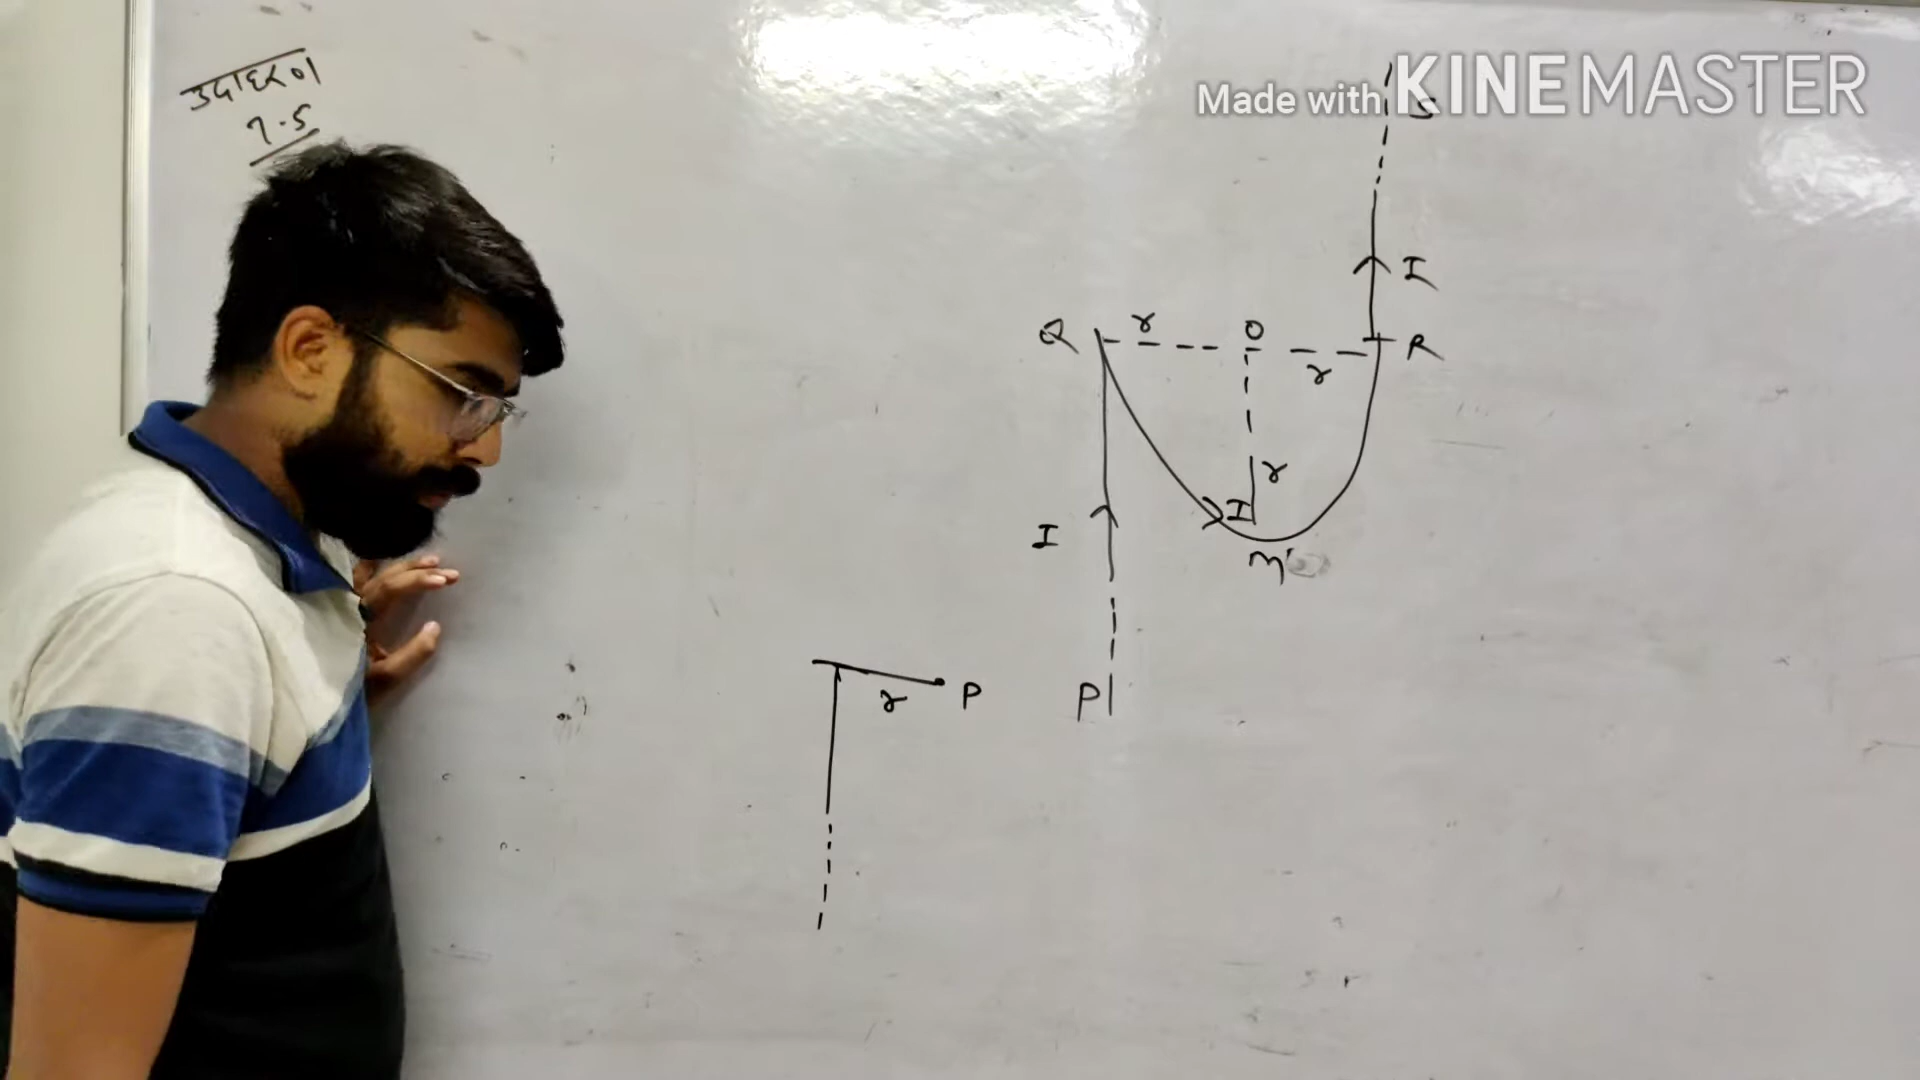 उदाहरण
7.5
Made with KINEMASTER
S
I
Q r O R
r
r
I
I
M
r P
P